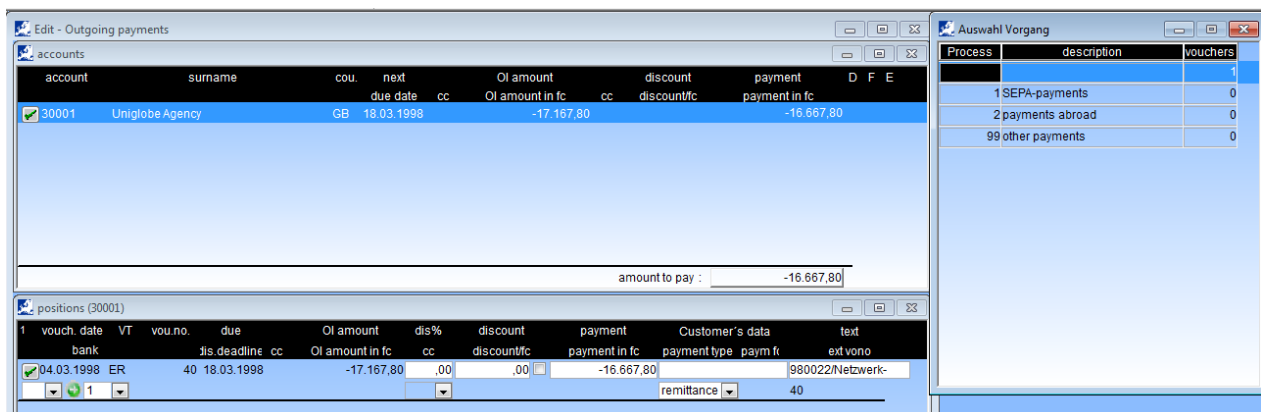 Edit - Outgoing payments
accounts
account surname cou. next OI amount discount payment D F E
due date cc OI amount in fc cc discount/fc payment in fc
30001 Uniglobe Agency GB 18.03.1998 -17.167,80 -16.667,80
amount to pay : -16.667,80
positions (30001)
1 vouch. date VT vou.no. due OI amount dis% discount payment Customer's data text
bank dis.deadline cc OI amount in fc cc discount/fc payment in fc payment type paym fc ext vono
04.03.1998 ER 40 18.03.1998 -17.167,80 ,00 ,00 -16.667,80 980022/Netzwerk-
1 remittance 40
Auswahl Vorgang
Process description vouchers
1
1 SEPA-payments 0
2 payments abroad 0
99 other payments 0